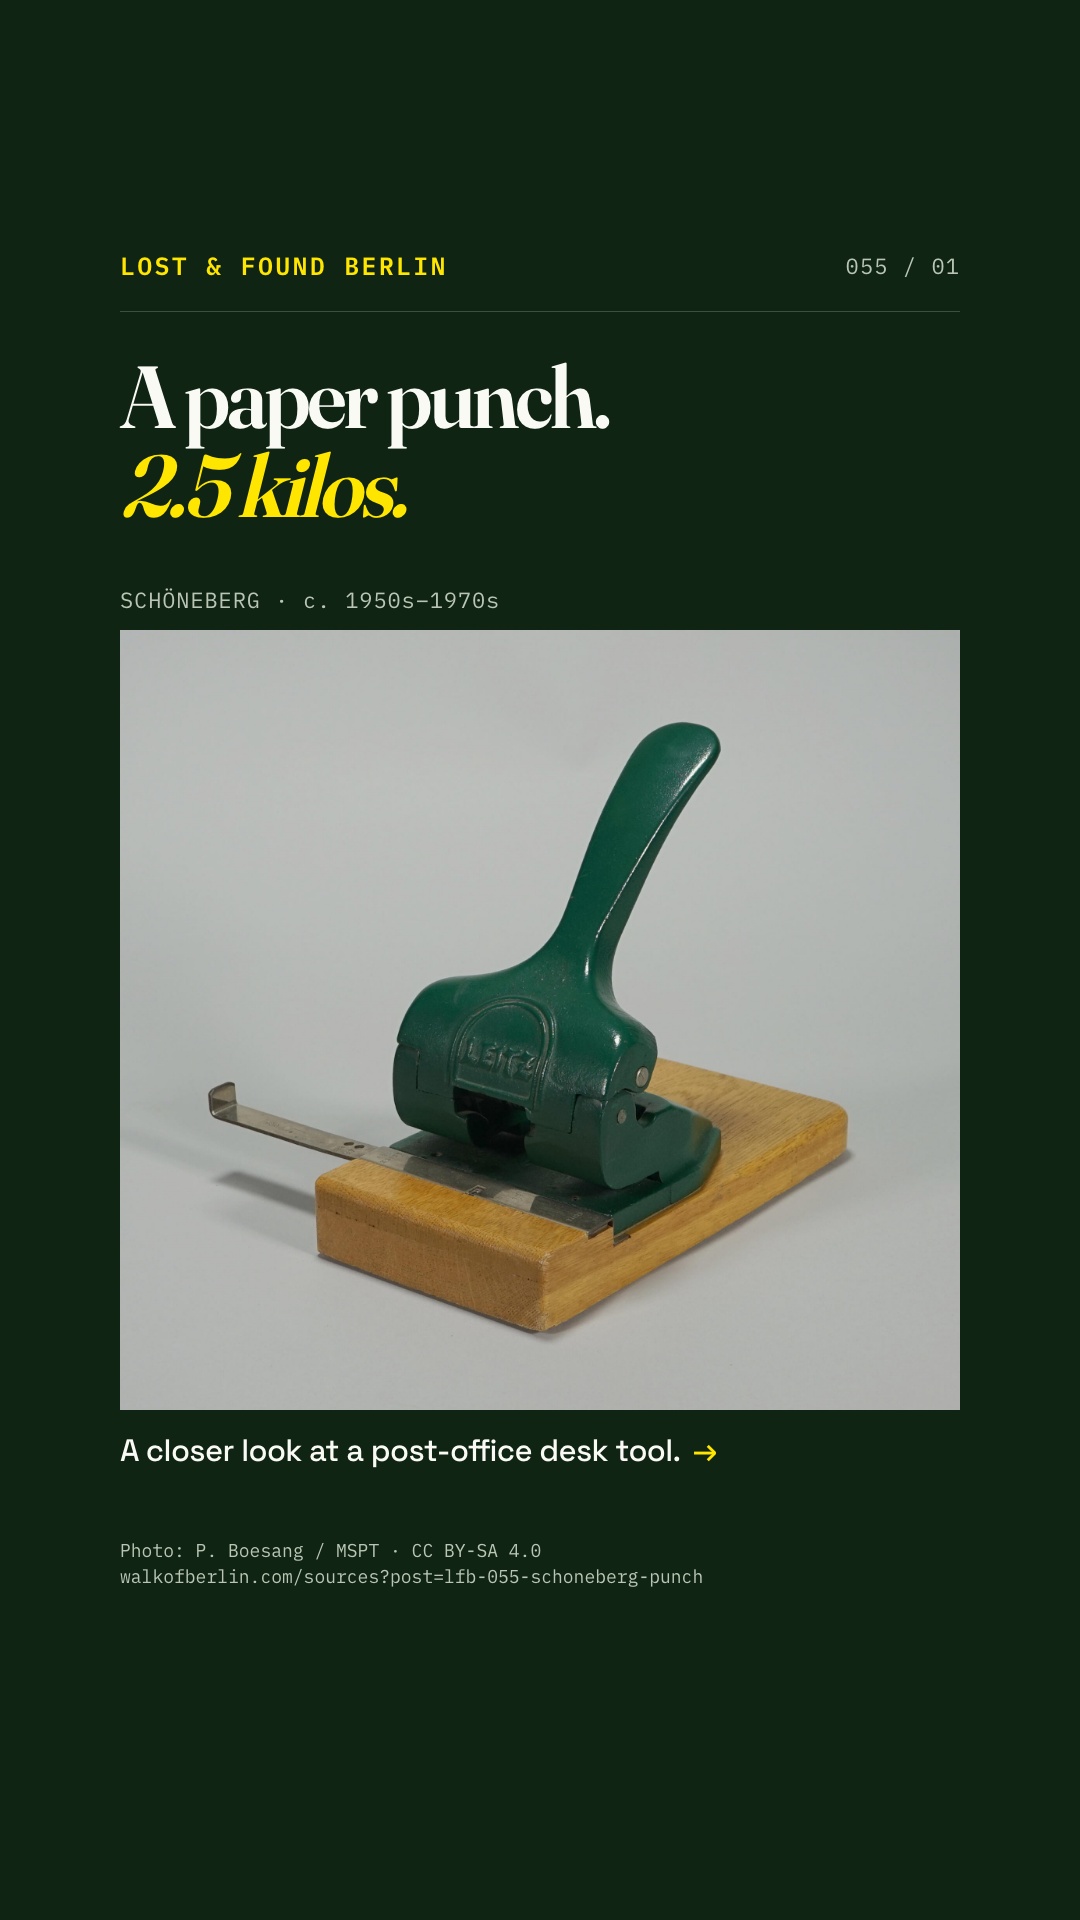 LOST & FOUND BERLIN
055 / 01
A paper punch.
2.5 kilos.
SCHÖNEBERG · c. 1950s–1970s
LEITZ
A closer look at a post-office desk tool. →
Photo: P. Boesang / MSPT · CC BY-SA 4.0
walkofberlin.com/sources?post=lfb-055-schoneberg-punch